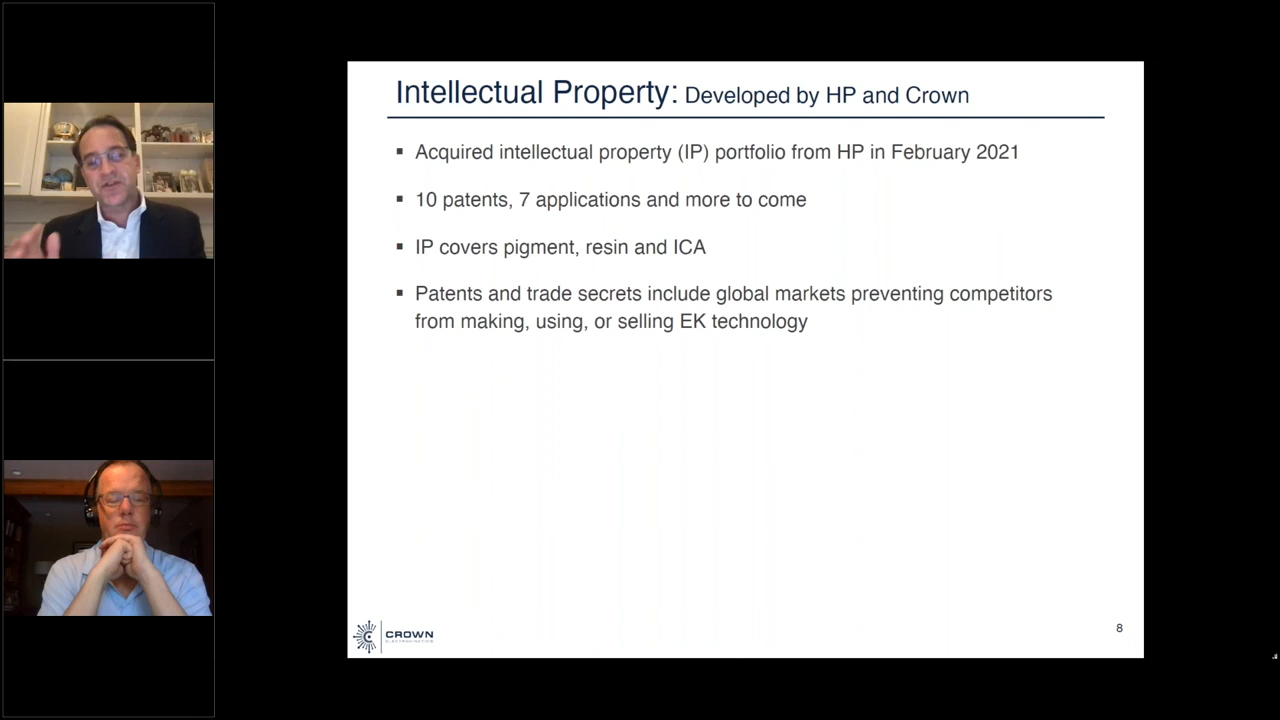 Intellectual Property: Developed by HP and Crown
▪ Acquired intellectual property (IP) portfolio from HP in February 2021
▪ 10 patents, 7 applications and more to come
▪ IP covers pigment, resin and ICA
▪ Patents and trade secrets include global markets preventing competitors
from making, using, or selling EK technology
CROWN
ELECTROKINETICS
8